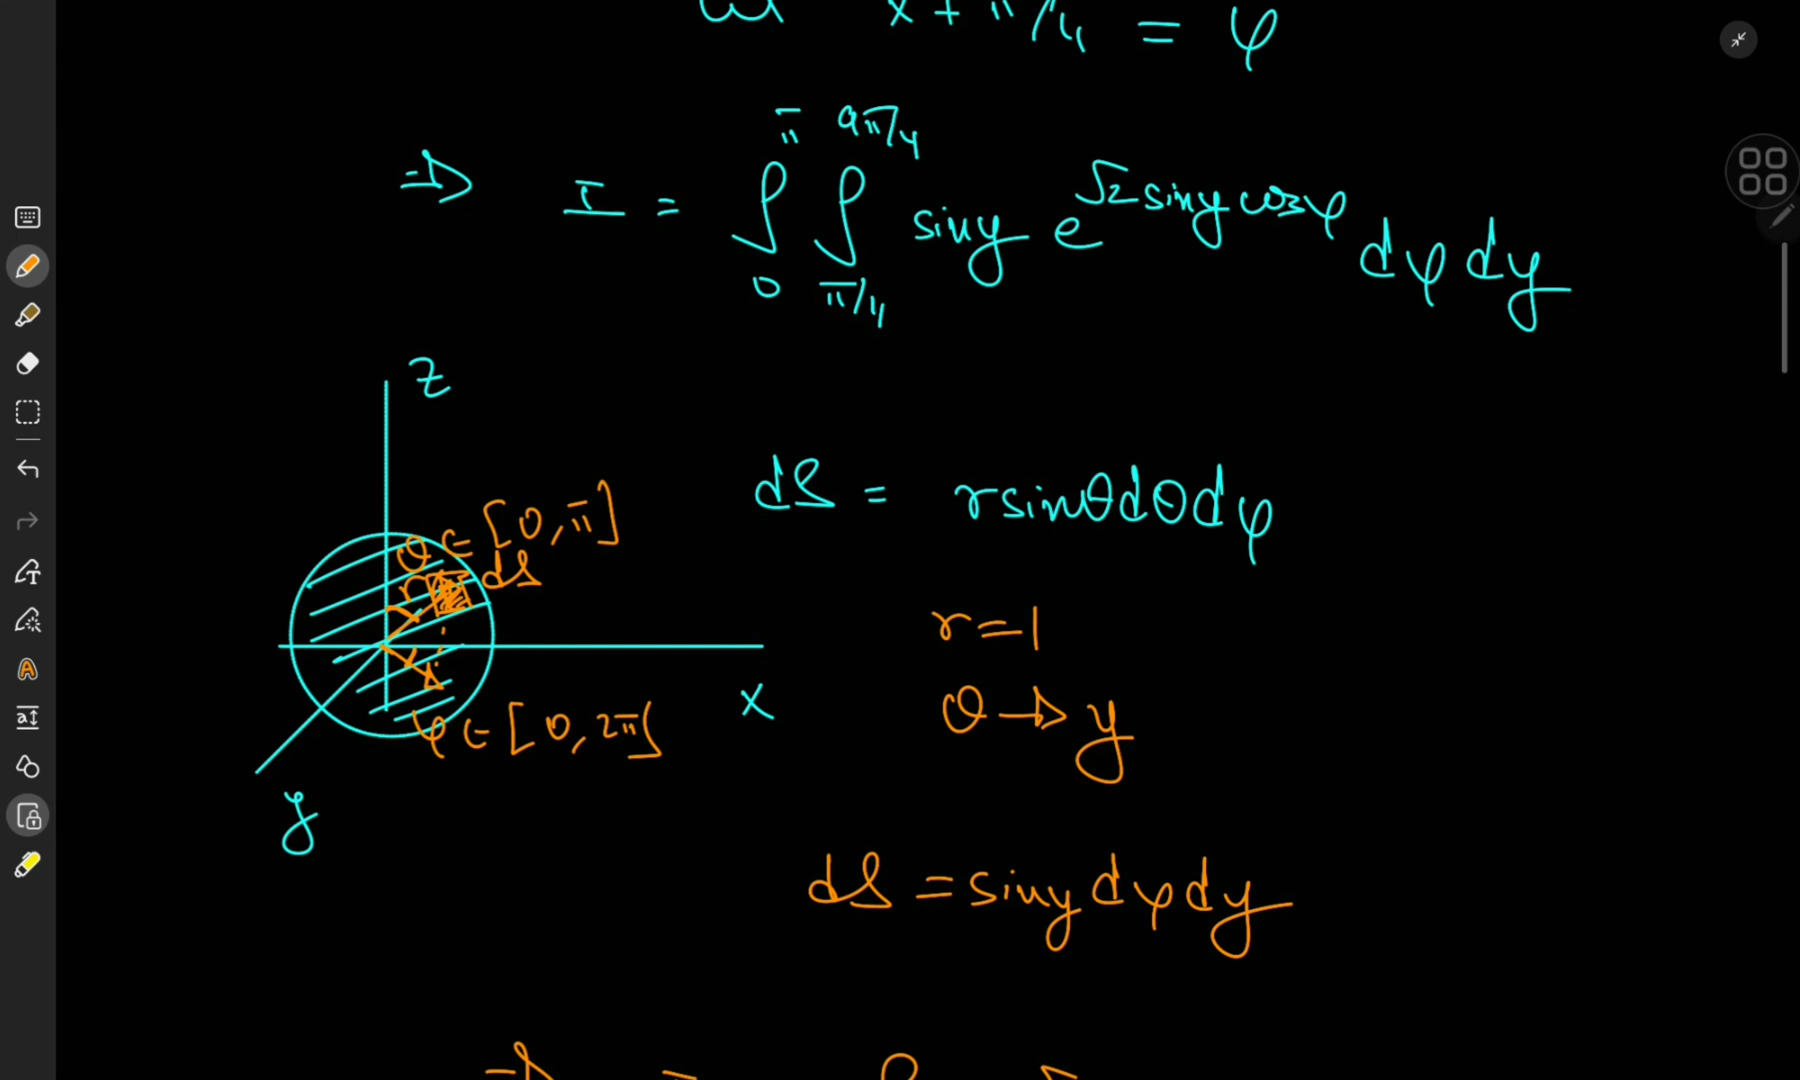 let x + π/4 = φ
⇒ I = ∫₀^π ∫_{π/4}^{9π/4} siny e^{√2 siny cosφ} dφ dy
z
dS = r sinθ dθ dφ
θ ∈ [0, π]
r
dS
r = 1
x
θ → y
φ ∈ [0, 2π]
y
dS = siny dφ dy